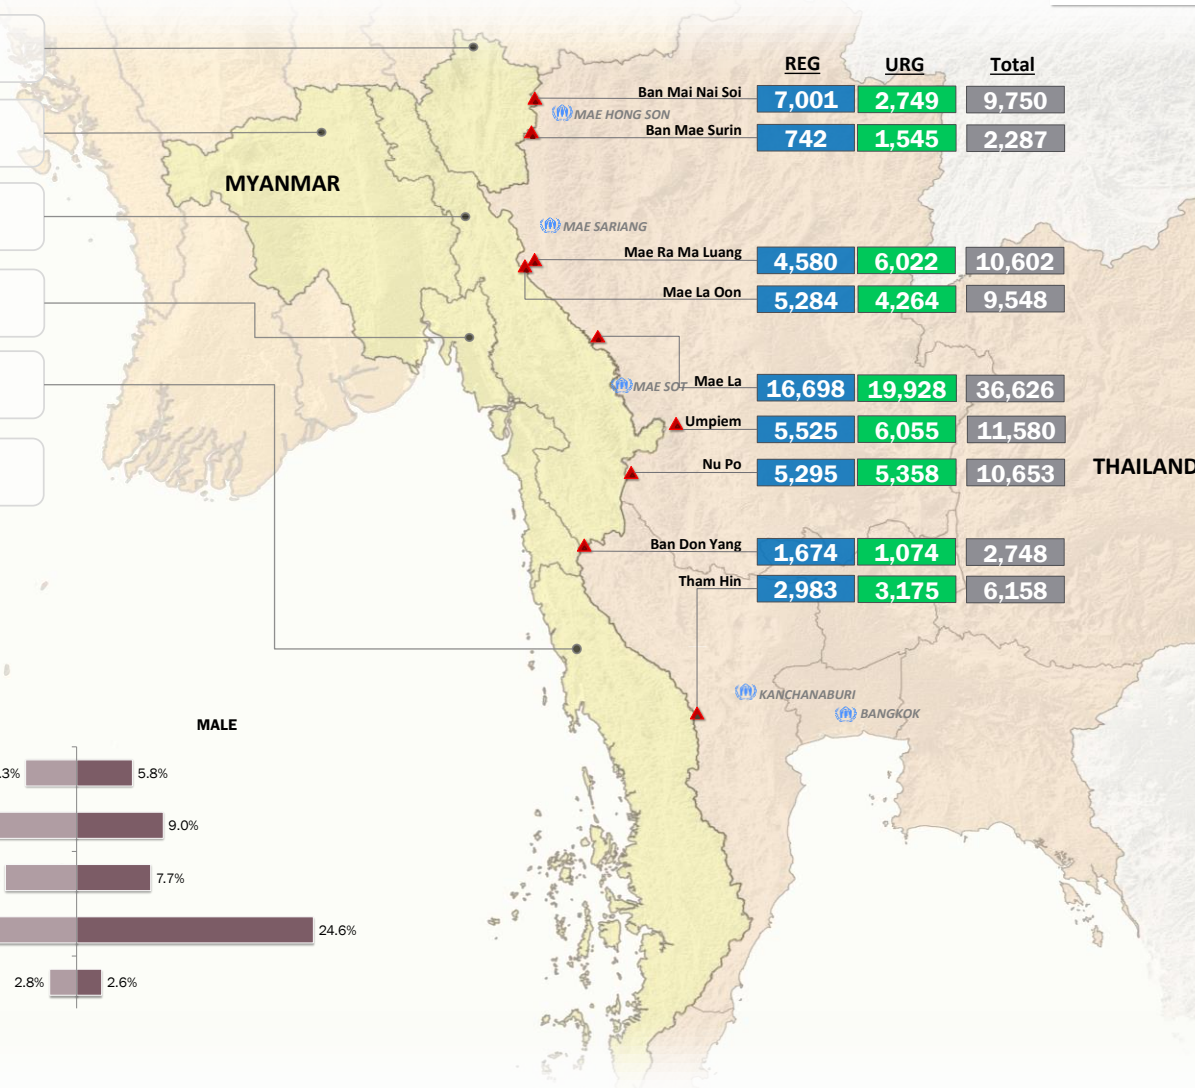 REG URG Total
Ban Mai Nai Soi 7,001 2,749 9,750
MAE HONG SON
Ban Mae Surin 742 1,545 2,287
MYANMAR
MAE SARIANG
Mae Ra Ma Luang 4,580 6,022 10,602
Mae La Oon 5,284 4,264 9,548
MAE SOT
Mae La 16,698 19,928 36,626
Umpiem 5,525 6,055 11,580
Nu Po 5,295 5,358 10,653
THAILAND
Ban Don Yang 1,674 1,074 2,748
Tham Hin 2,983 3,175 6,158
KANCHANABURI
BANGKOK
MALE
.3% 5.8%
9.0%
7.7%
24.6%
2.8% 2.6%